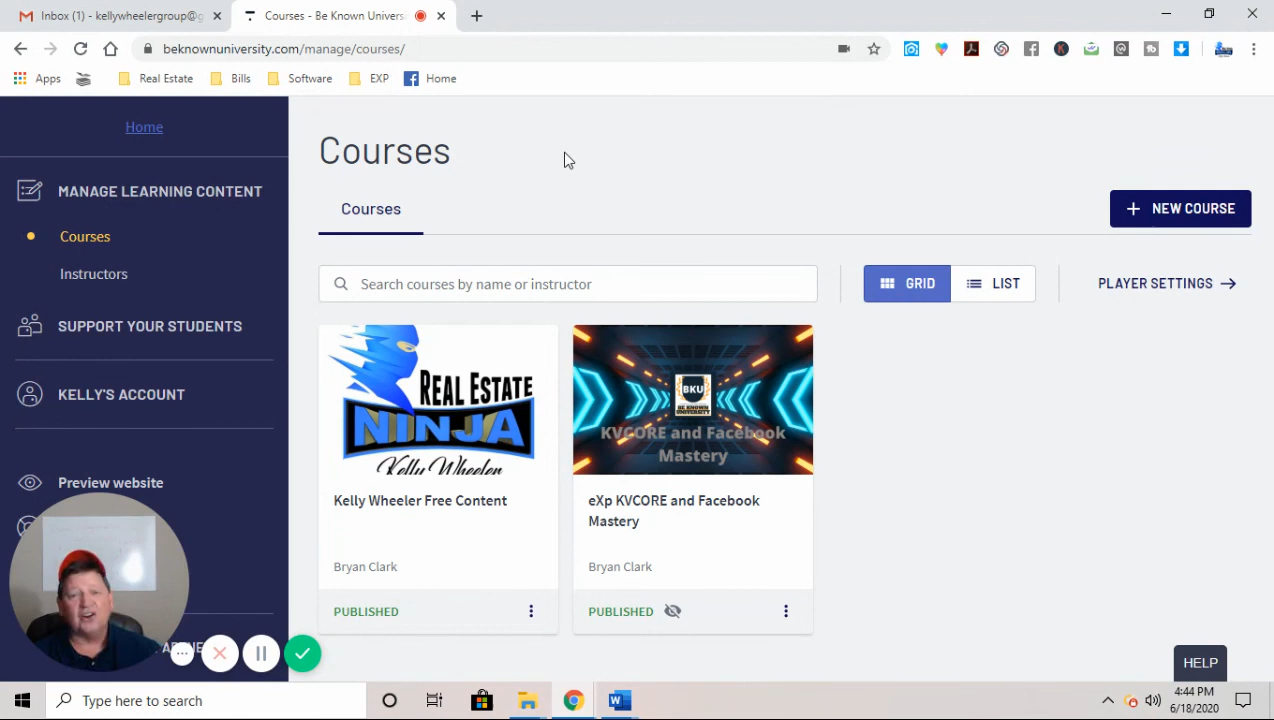 Inbox (1) - kellywheelergroup@g
Courses - Be Known Univers
beknownuniversity.com/manage/courses/
Apps
Real Estate
Bills
Software
EXP
Home
Home
MANAGE LEARNING CONTENT
Courses
Instructors
SUPPORT YOUR STUDENTS
KELLY'S ACCOUNT
Preview website
Courses
Courses
NEW COURSE
Search courses by name or instructor
GRID
LIST
PLAYER SETTINGS
REAL ESTATE
NINJA
Kelly Wheeler
BKU
BE KNOWN
UNIVERSITY
KVCORE and Facebook
Mastery
Kelly Wheeler Free Content
eXp KVCORE and Facebook
Mastery
Bryan Clark
Bryan Clark
PUBLISHED
PUBLISHED
HELP
Type here to search
4:44 PM
6/18/2020